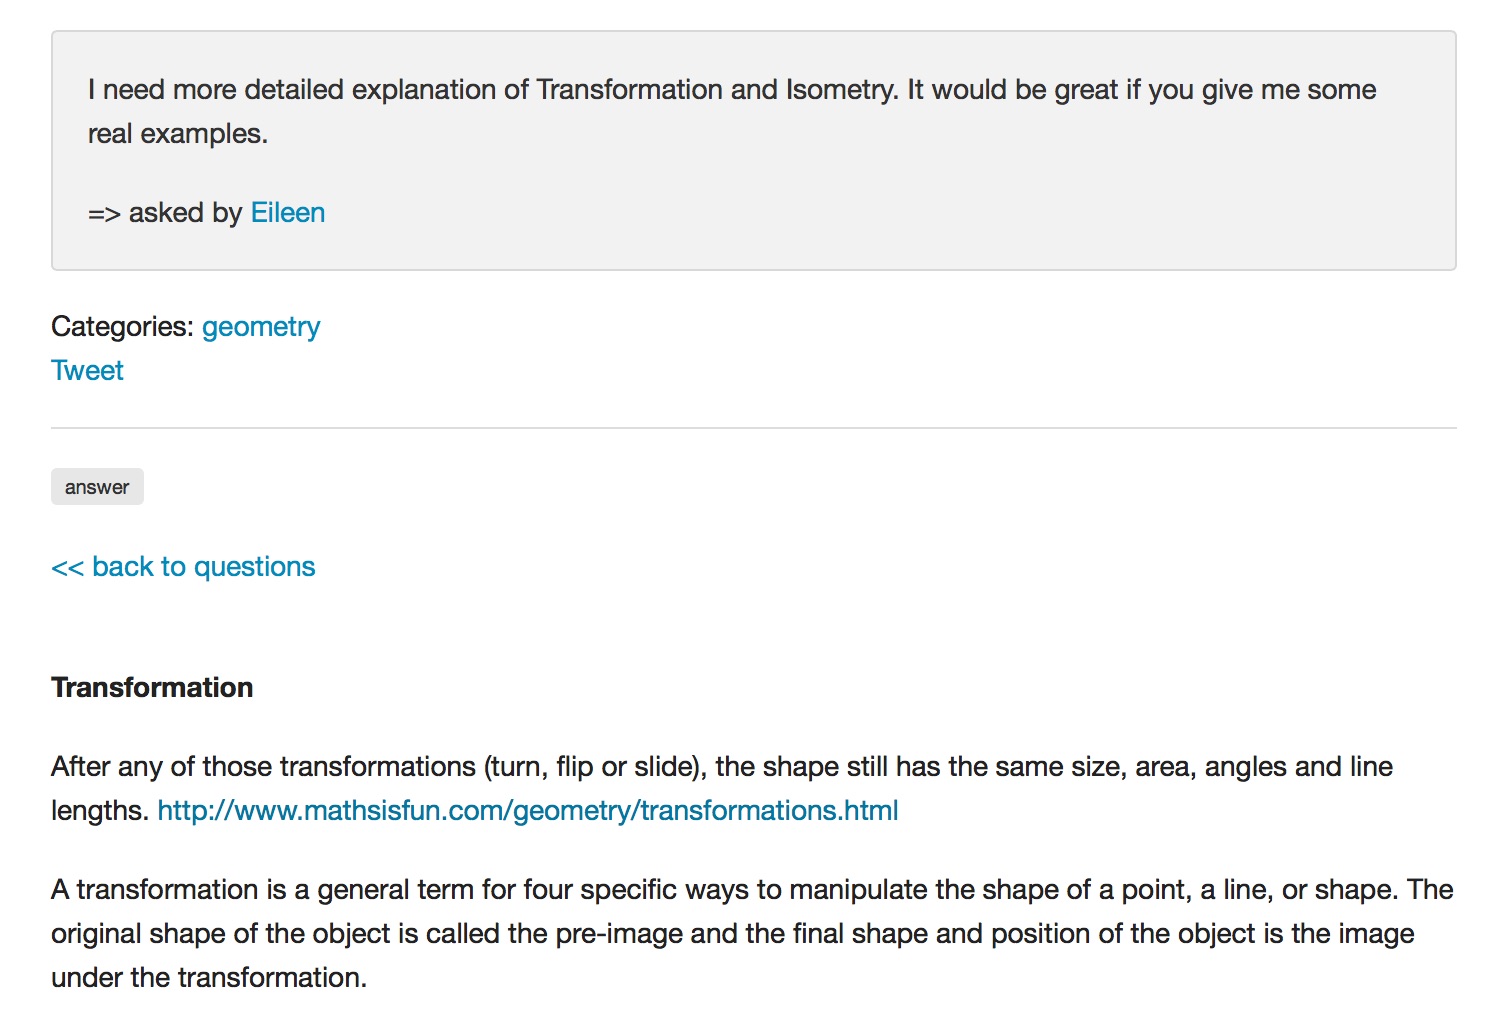 I need more detailed explanation of Transformation and Isometry. It would be great if you give me some
real examples.
=> asked by Eileen
Categories: geometry
Tweet
answer
<< back to questions
Transformation
After any of those transformations (turn, flip or slide), the shape still has the same size, area, angles and line
lengths. http://www.mathsisfun.com/geometry/transformations.html
A transformation is a general term for four specific ways to manipulate the shape of a point, a line, or shape. The
original shape of the object is called the pre-image and the final shape and position of the object is the image
under the transformation.